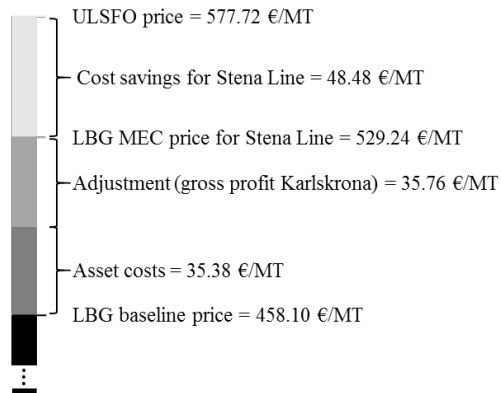 ULSFO price = 577.72 €/MT
Cost savings for Stena Line = 48.48 €/MT
LBG MEC price for Stena Line = 529.24 €/MT
Adjustment (gross profit Karlskrona) = 35.76 €/MT
Asset costs = 35.38 €/MT
LBG baseline price = 458.10 €/MT